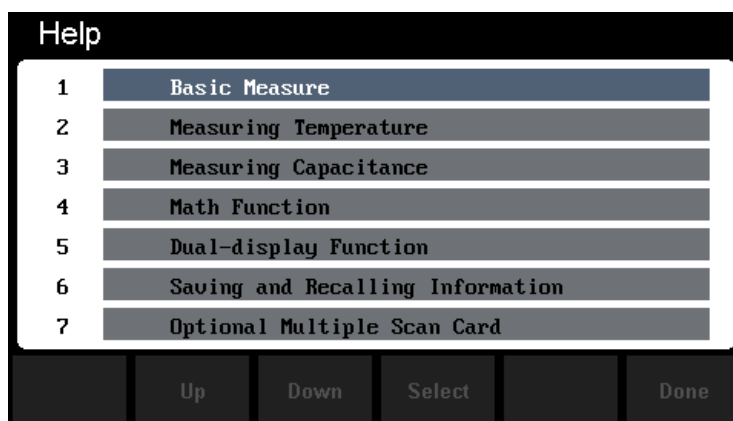 Help
1 Basic Measure
2 Measuring Temperature
3 Measuring Capacitance
4 Math Function
5 Dual-display Function
6 Saving and Recalling Information
7 Optional Multiple Scan Card
Up Down Select Done